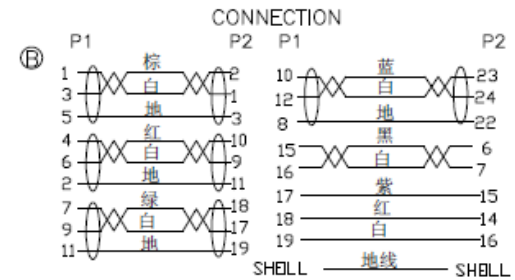 CONNECTION
P1 P2 P1 P2
B
1 棕 2
3 白 1
5 地 3
4 红 10
6 白 9
2 地 11
7 绿 18
9 白 17
11 地 19
10 蓝 23
12 白 24
8 地 22
15 黑 6
16 白 7
17 紫 15
18 红 14
19 白 16
SHELL 地线 SHELL